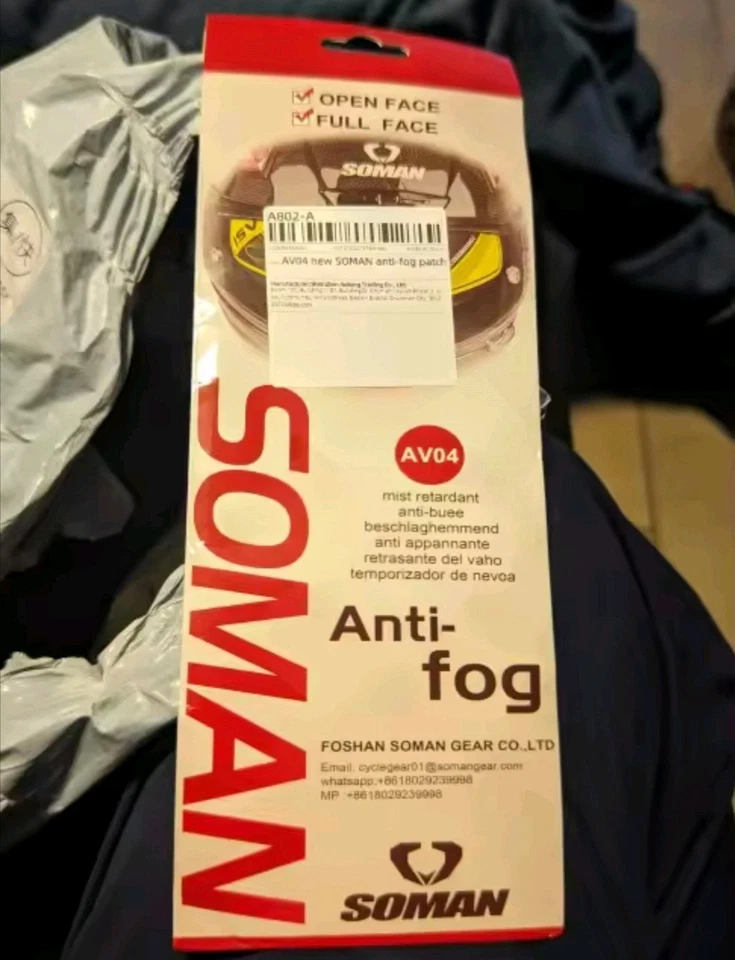 OPEN FACE
FULL FACE
SOMAN
A802-A
AV04 new SOMAN anti-fog patch
SOMAN
AV04
mist retardant
anti-buee
beschlaghemmend
anti appannante
retrasante del vaho
temporizador de nevoa
Anti-
fog
FOSHAN SOMAN GEAR CO.,LTD
Email: cyclegear01@somangear.com
whatsapp:+8618029239998
MP :+8618029239998
SOMAN